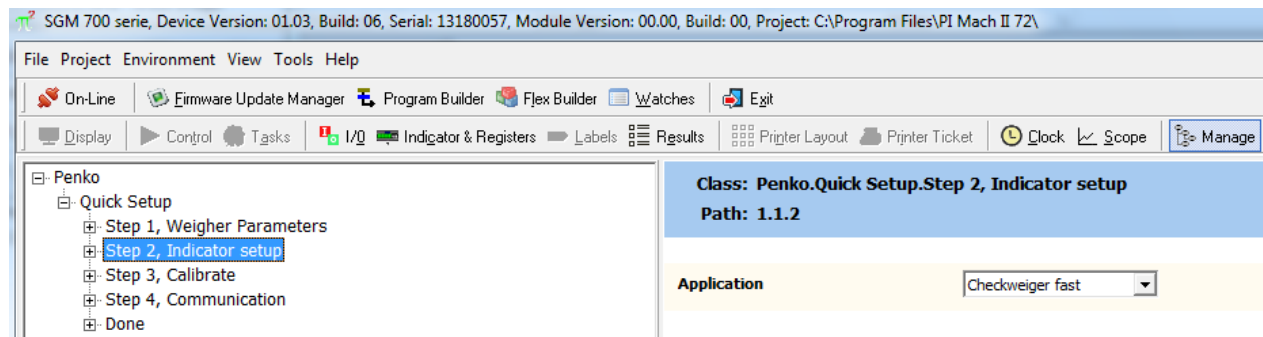 SGM 700 serie, Device Version: 01.03, Build: 06, Serial: 13180057, Module Version: 00.00, Build: 00, Project: C:\Program Files\PI Mach II 72\
File Project Environment View Tools Help
On-Line Firmware Update Manager Program Builder Flex Builder Watches Exit
Display Control Tasks I/O Indicator & Registers Labels Results Printer Layout Printer Ticket Clock Scope Manage
Penko
Quick Setup
Step 1, Weigher Parameters
Step 2, Indicator setup
Step 3, Calibrate
Step 4, Communication
Done
Class: Penko.Quick Setup.Step 2, Indicator setup
Path: 1.1.2
Application Checkweiger fast